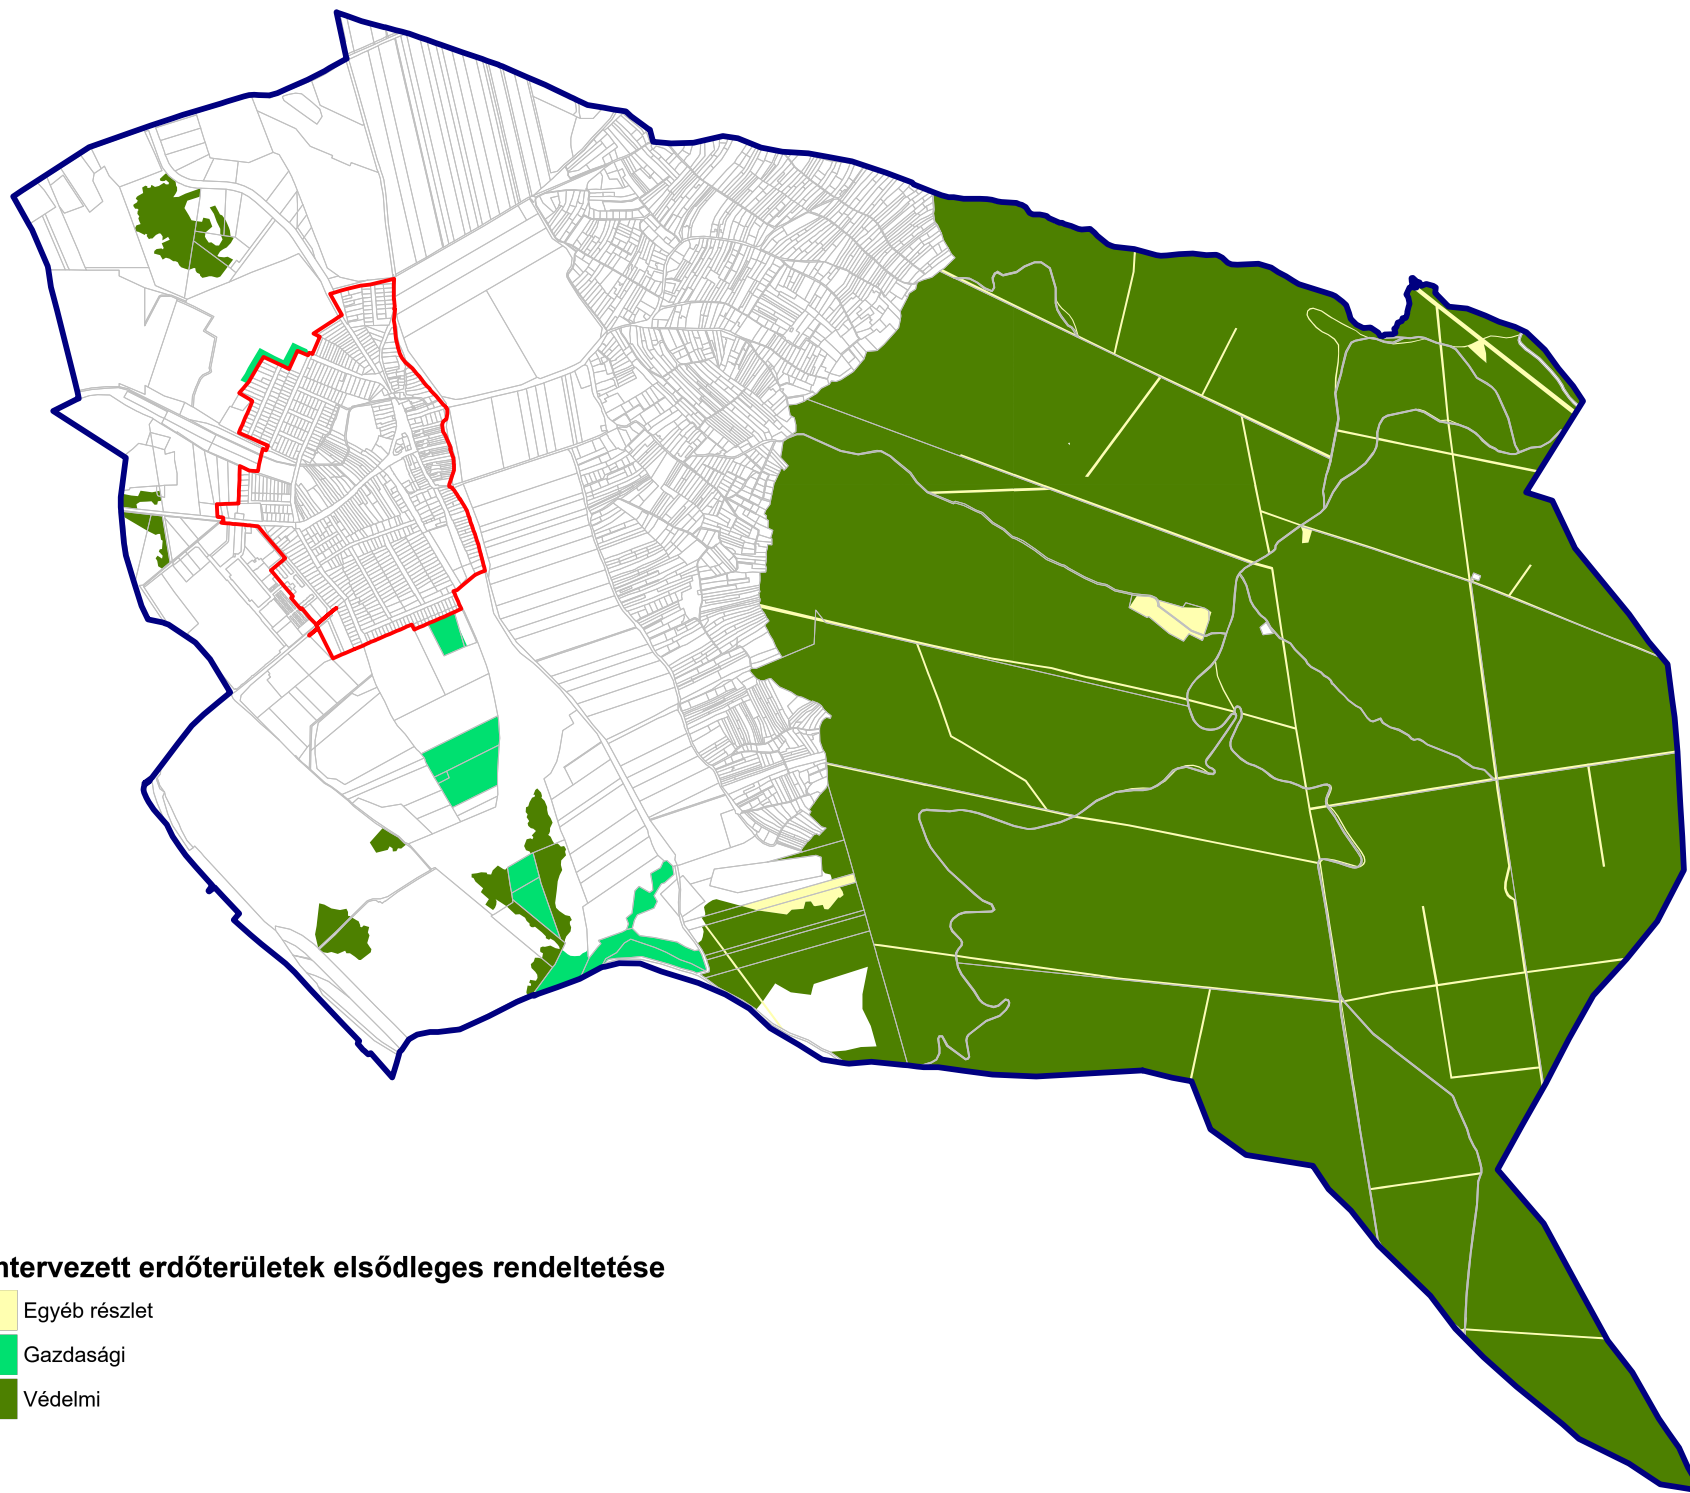 ntervezett erdőterületek elsődleges rendeltetése
Egyéb részlet
Gazdasági
Védelmi